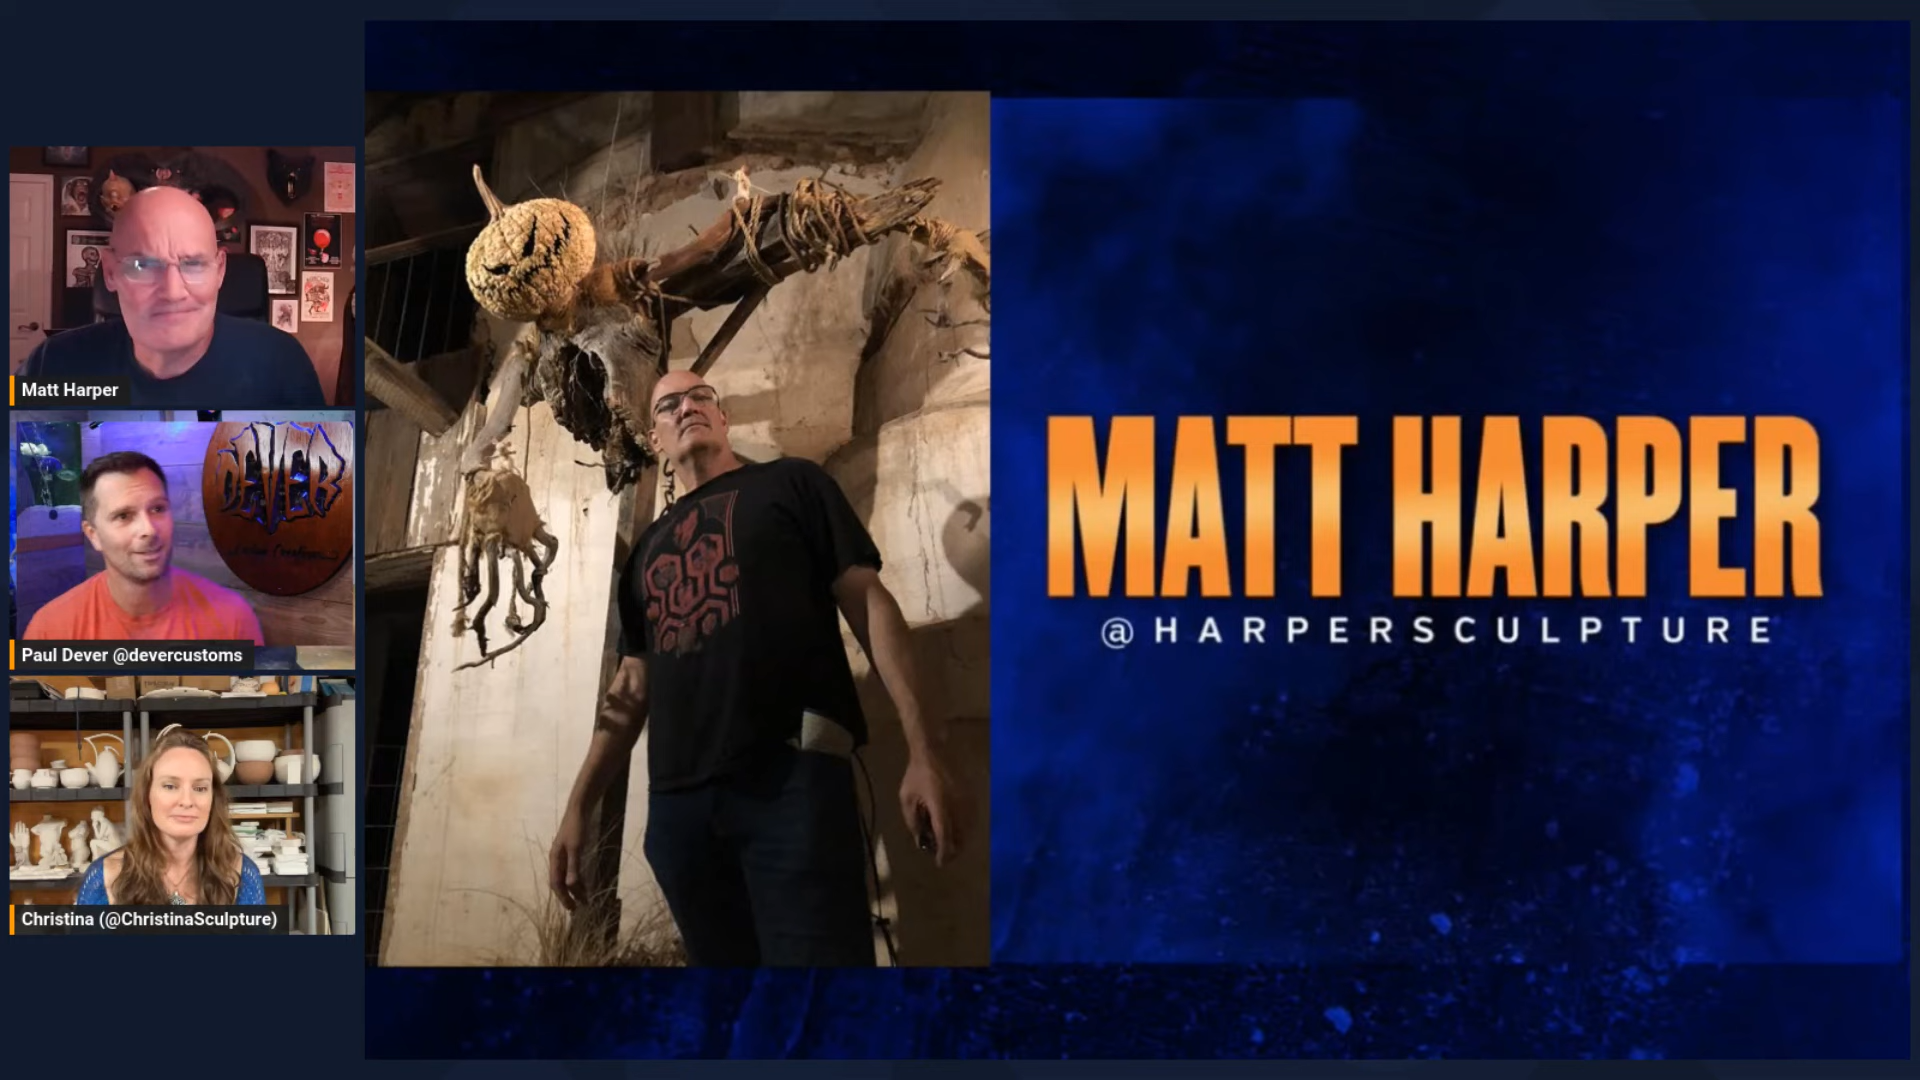 Matt Harper
DEVER
Paul Dever @devercustoms
Christina (@ChristinaSculpture)
MATT HARPER
@HARPERSCULPTURE